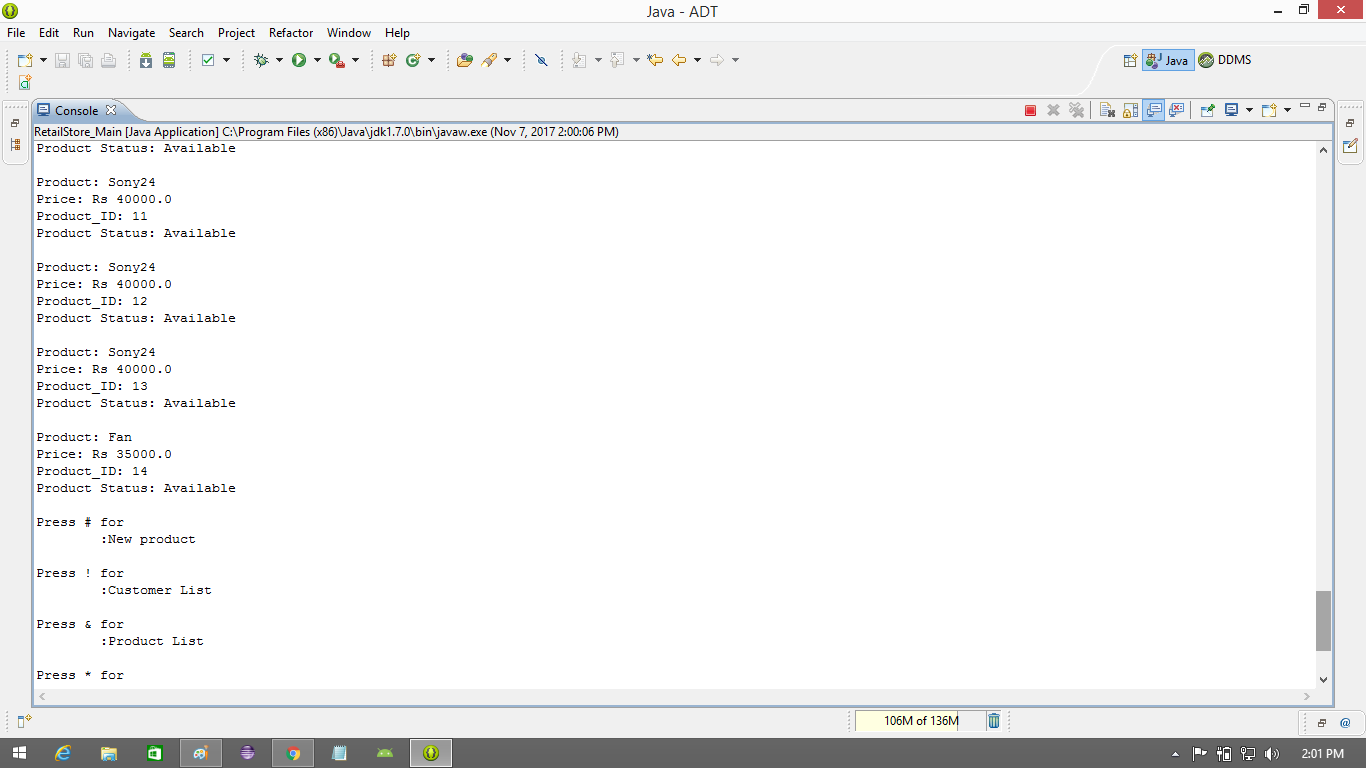 Java - ADT
File Edit Run Navigate Search Project Refactor Window Help
Java DDMS
Console
RetailStore_Main [Java Application] C:\Program Files (x86)\Java\jdk1.7.0\bin\javaw.exe (Nov 7, 2017 2:00:06 PM)
Product Status: Available
Product: Sony24
Price: Rs 40000.0
Product_ID: 11
Product Status: Available
Product: Sony24
Price: Rs 40000.0
Product_ID: 12
Product Status: Available
Product: Sony24
Price: Rs 40000.0
Product_ID: 13
Product Status: Available
Product: Fan
Price: Rs 35000.0
Product_ID: 14
Product Status: Available
Press # for
:New product
Press ! for
:Customer List
Press & for
:Product List
Press * for
106M of 136M
2:01 PM